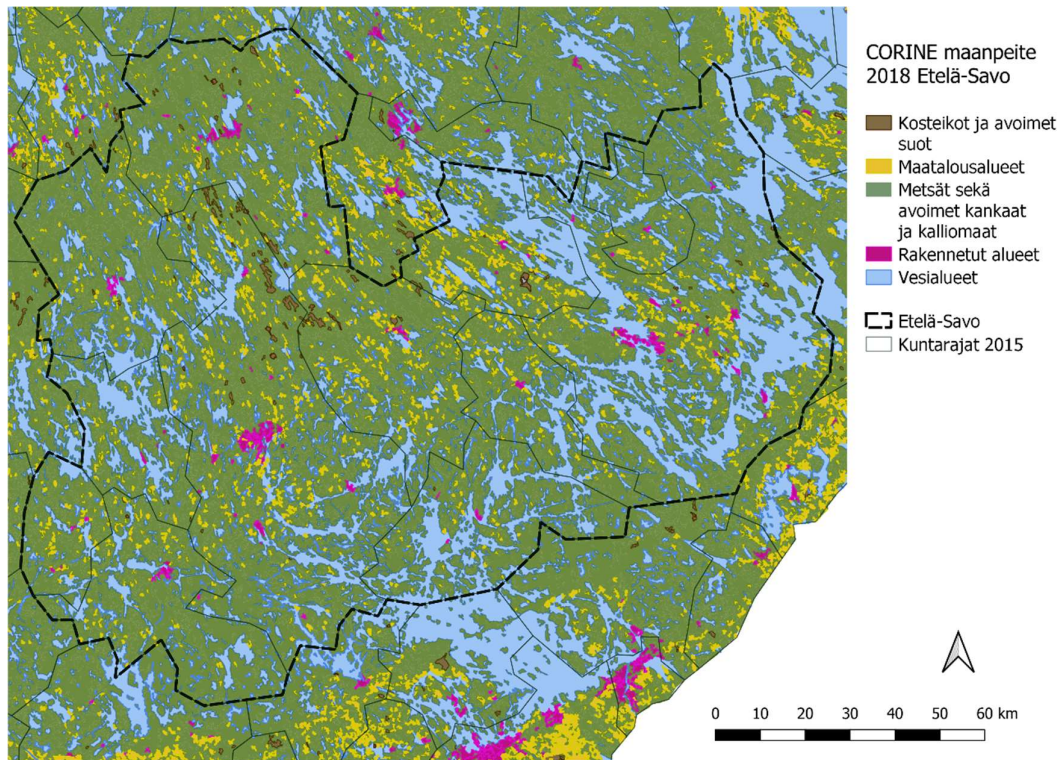 CORINE maanpeite
2018 Etelä-Savo
Kosteikot ja avoimet
suot
Maatalousalueet
Metsät sekä
avoimet kankaat
ja kalliomaat
Rakennetut alueet
Vesialueet
Etelä-Savo
Kuntarajat 2015
0 10 20 30 40 50 60 km